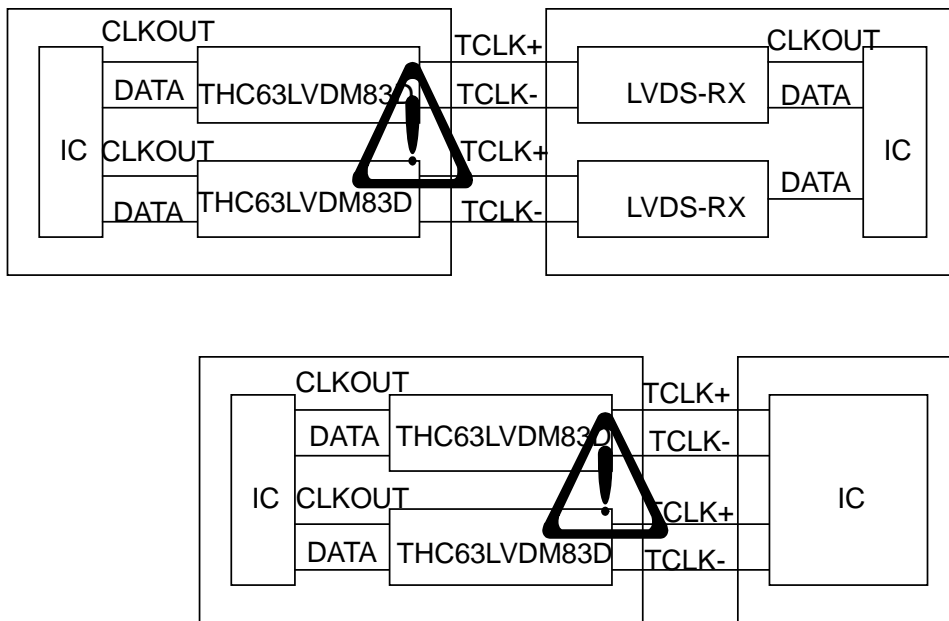 CLKOUT
TCLK+
CLKOUT
DATA
THC63LVDM83D
TCLK-
LVDS-RX
DATA
IC
CLKOUT
TCLK+
IC
DATA
THC63LVDM83D
TCLK-
LVDS-RX
DATA
CLKOUT
TCLK+
DATA
THC63LVDM83D
TCLK-
IC
CLKOUT
TCLK+
IC
DATA
THC63LVDM83D
TCLK-